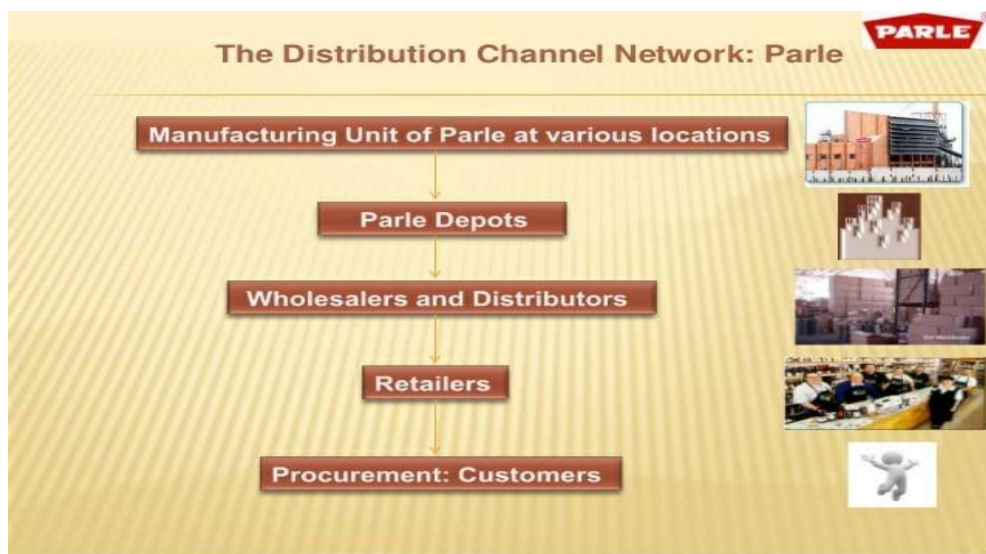 PARLE
The Distribution Channel Network: Parle
Manufacturing Unit of Parle at various locations
Parle Depots
Wholesalers and Distributors
Retailers
Procurement: Customers